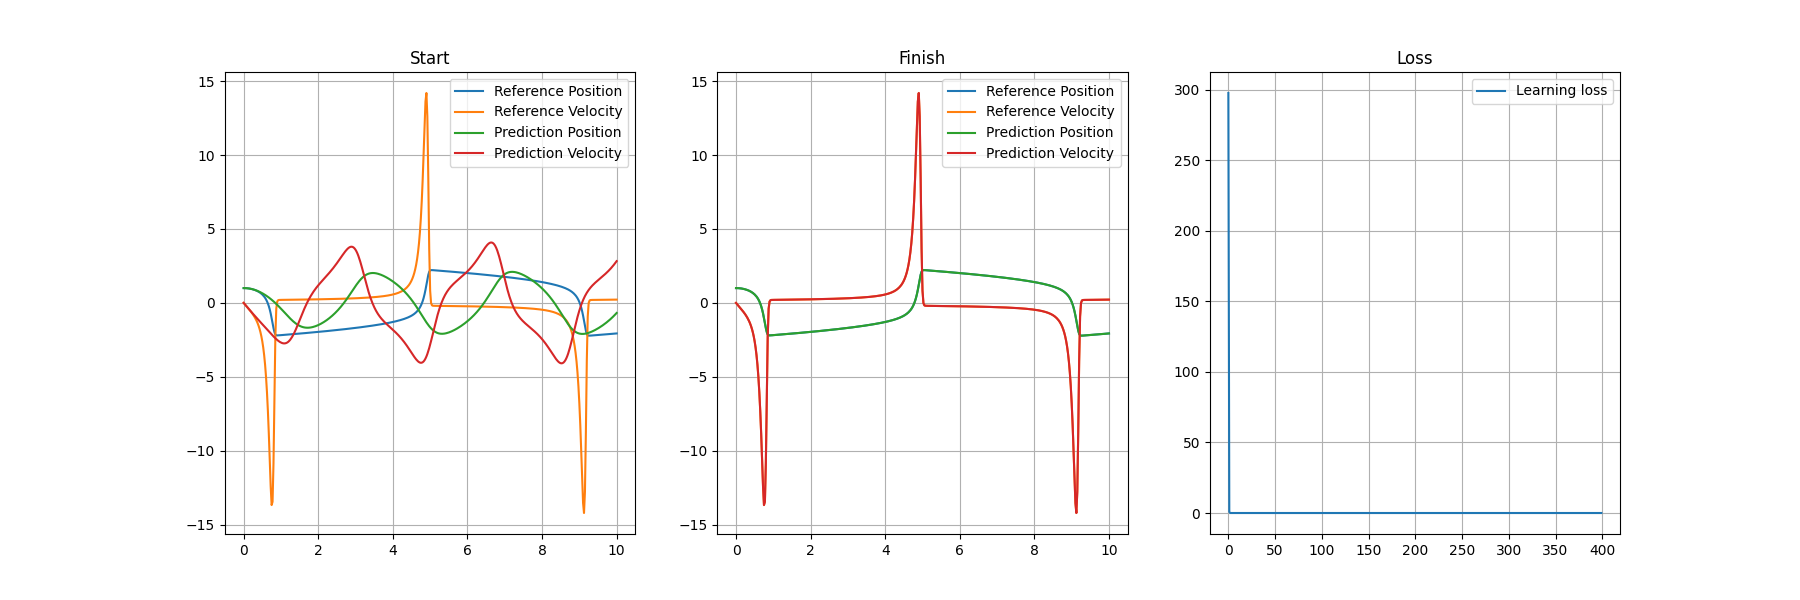 Start
15
10
5
0
−5
−10
−15
0 2 4 6 8 10
Reference Position
Reference Velocity
Prediction Position
Prediction Velocity
Finish
15
10
5
0
−5
−10
−15
0 2 4 6 8 10
Reference Position
Reference Velocity
Prediction Position
Prediction Velocity
Loss
300
250
200
150
100
50
0
0 50 100 150 200 250 300 350 400
Learning loss